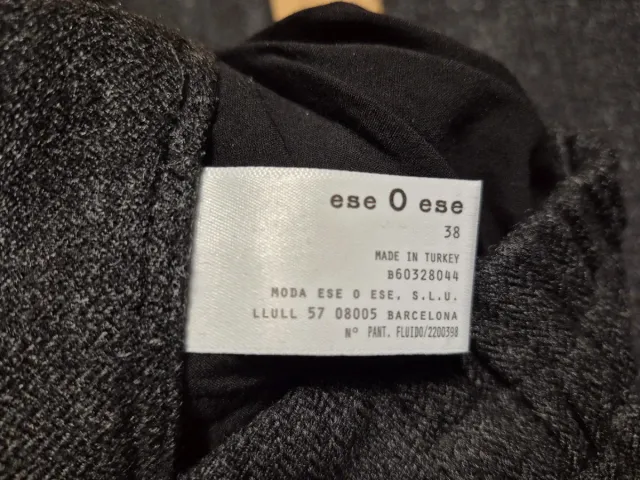 ese O ese
38
MADE IN TURKEY
B60328044
MODA ESE O ESE, S.L.U.
LLULL 57 08005 BARCELONA
Nº PANT. FLUIDO/2200398